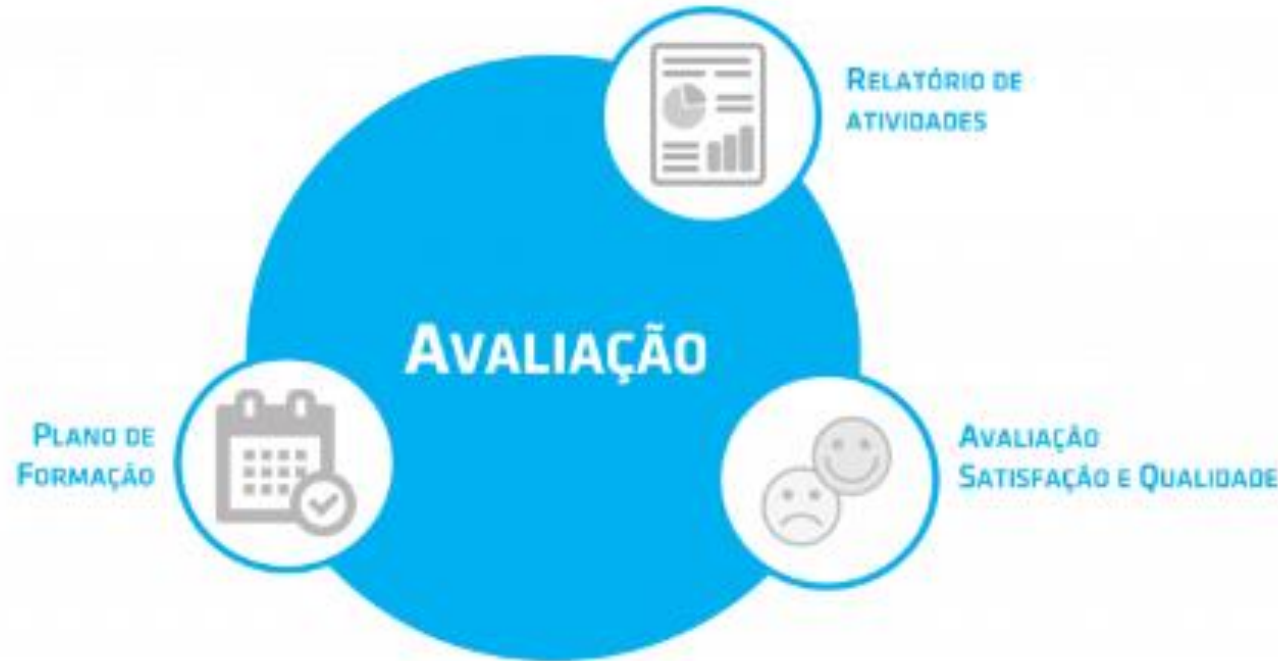 RELATÓRIO DE
ATIVIDADES
AVALIAÇÃO
PLANO DE
FORMAÇÃO
AVALIAÇÃO
SATISFAÇÃO E QUALIDADE